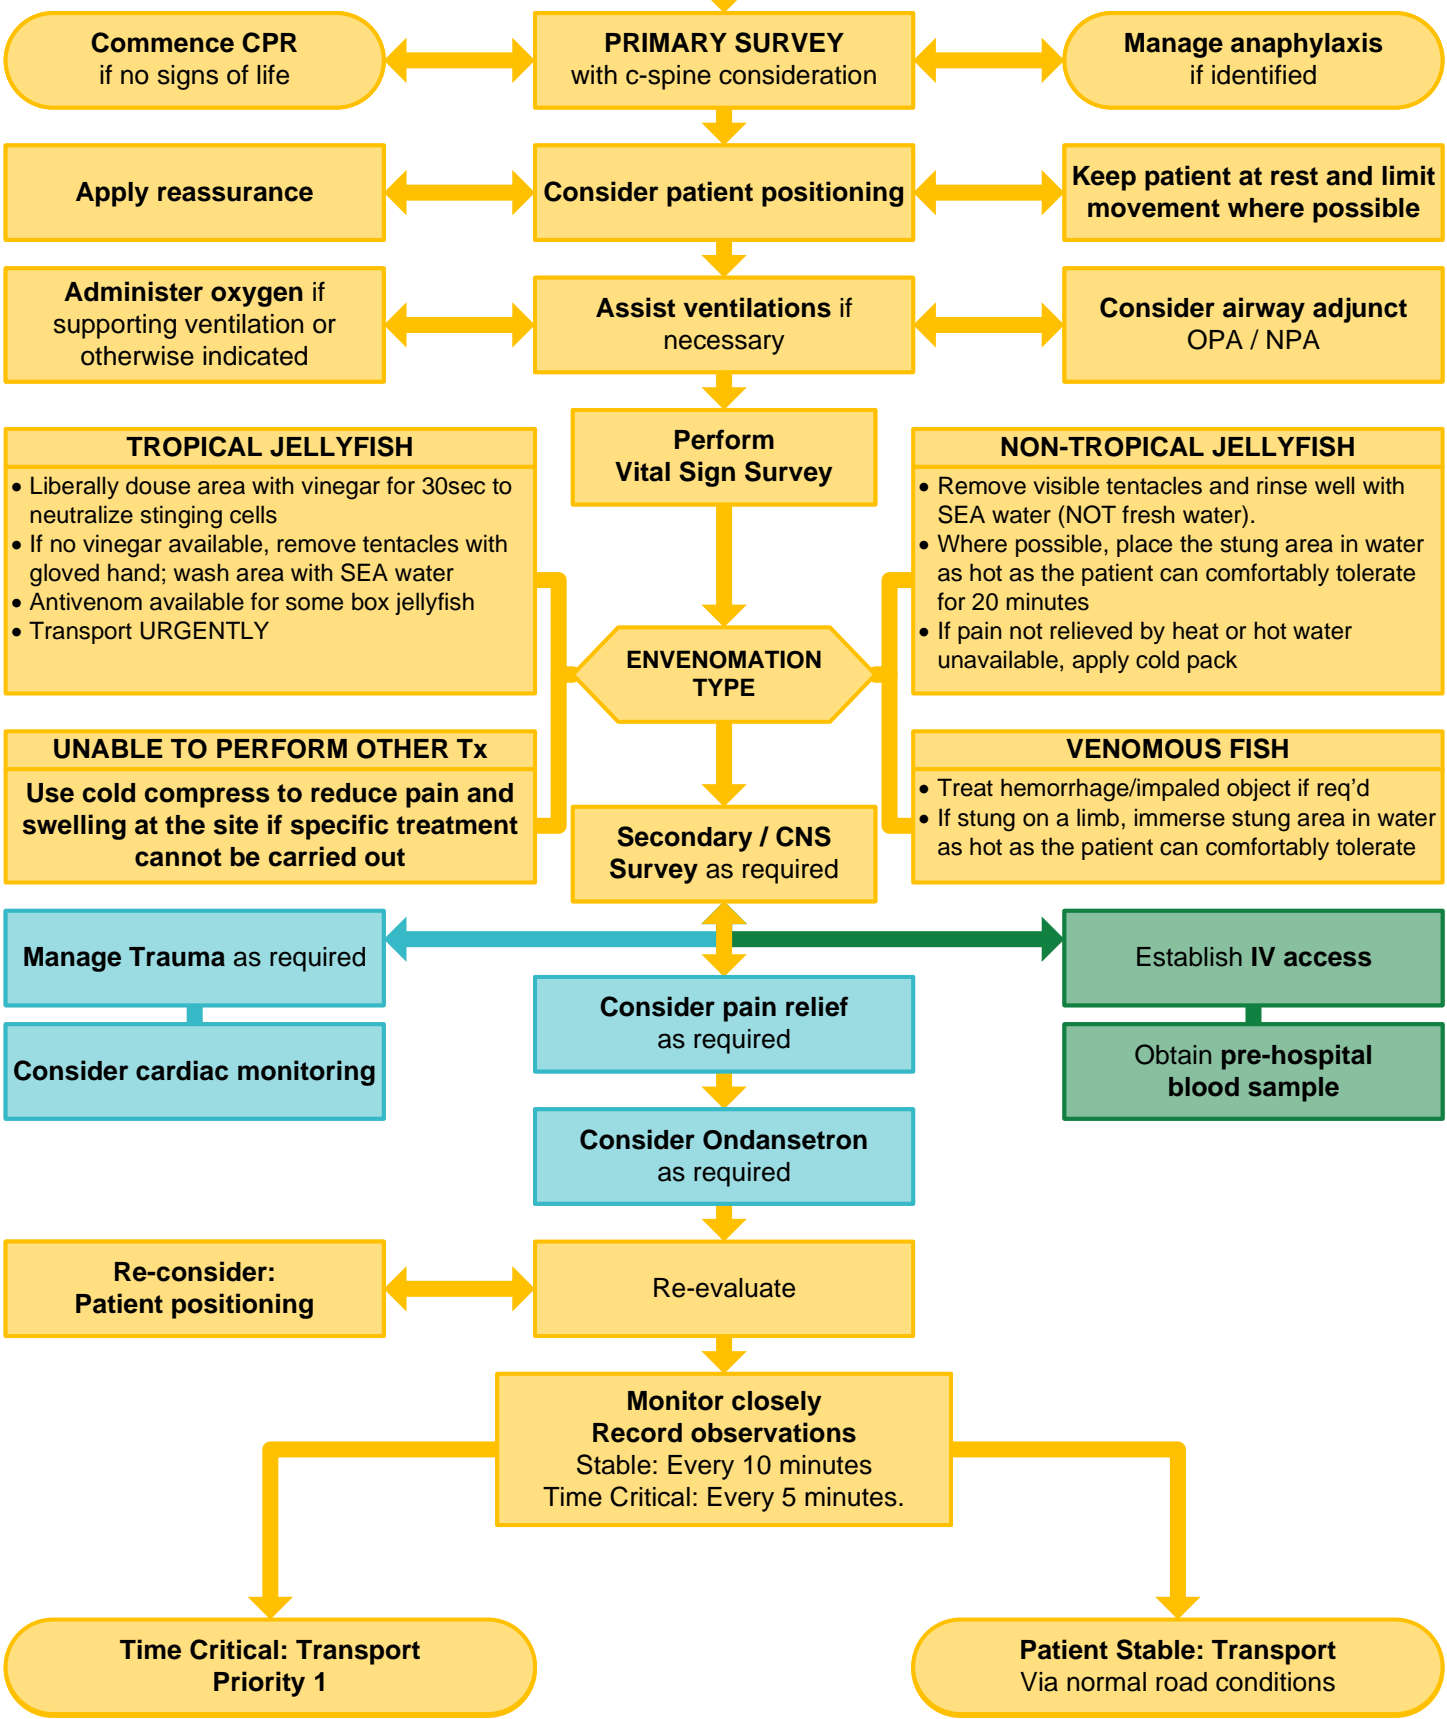 Commence CPR
if no signs of life
PRIMARY SURVEY
with c-spine consideration
Manage anaphylaxis
if identified
Apply reassurance
Consider patient positioning
Keep patient at rest and limit
movement where possible
Administer oxygen if
supporting ventilation or
otherwise indicated
Assist ventilations if
necessary
Consider airway adjunct
OPA / NPA
Perform
Vital Sign Survey
TROPICAL JELLYFISH
• Liberally douse area with vinegar for 30sec to
neutralize stinging cells
• If no vinegar available, remove tentacles with
gloved hand; wash area with SEA water
• Antivenom available for some box jellyfish
• Transport URGENTLY
NON-TROPICAL JELLYFISH
• Remove visible tentacles and rinse well with
SEA water (NOT fresh water).
• Where possible, place the stung area in water
as hot as the patient can comfortably tolerate
for 20 minutes
• If pain not relieved by heat or hot water
unavailable, apply cold pack
ENVENOMATION
TYPE
UNABLE TO PERFORM OTHER Tx
Use cold compress to reduce pain and
swelling at the site if specific treatment
cannot be carried out
VENOMOUS FISH
• Treat hemorrhage/impaled object if req'd
• If stung on a limb, immerse stung area in water
as hot as the patient can comfortably tolerate
Secondary / CNS
Survey as required
Manage Trauma as required
Establish IV access
Consider pain relief
as required
Consider cardiac monitoring
Obtain pre-hospital
blood sample
Consider Ondansetron
as required
Re-consider:
Patient positioning
Re-evaluate
Monitor closely
Record observations
Stable: Every 10 minutes
Time Critical: Every 5 minutes.
Time Critical: Transport
Priority 1
Patient Stable: Transport
Via normal road conditions